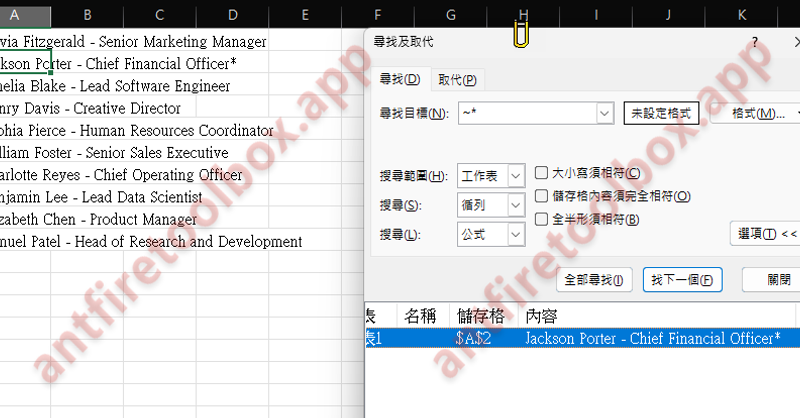 A B C D E F G H I J K
via Fitzgerald - Senior Marketing Manager
kson Porter - Chief Financial Officer*
nelia Blake - Lead Software Engineer
nry Davis - Creative Director
phia Pierce - Human Resources Coordinator
lliam Foster - Senior Sales Executive
arlotte Reyes - Chief Operating Officer
njamin Lee - Lead Data Scientist
zabeth Chen - Product Manager
nuel Patel - Head of Research and Development
尋找及取代 ?
尋找(D) 取代(P)
尋找目標(N): ~* 未設定格式 格式(M)...
搜尋範圍(H): 工作表 大小寫須相符(C)
儲存格內容須完全相符(O)
搜尋(S): 循列
全半形須相符(B)
搜尋(L): 公式 選項(T) <<
全部尋找(I) 找下一個(F) 關閉
表 名稱 儲存格 內容
表1 $A$2 Jackson Porter - Chief Financial Officer*
antfiretoolbox.app
antfiretoolbox.app